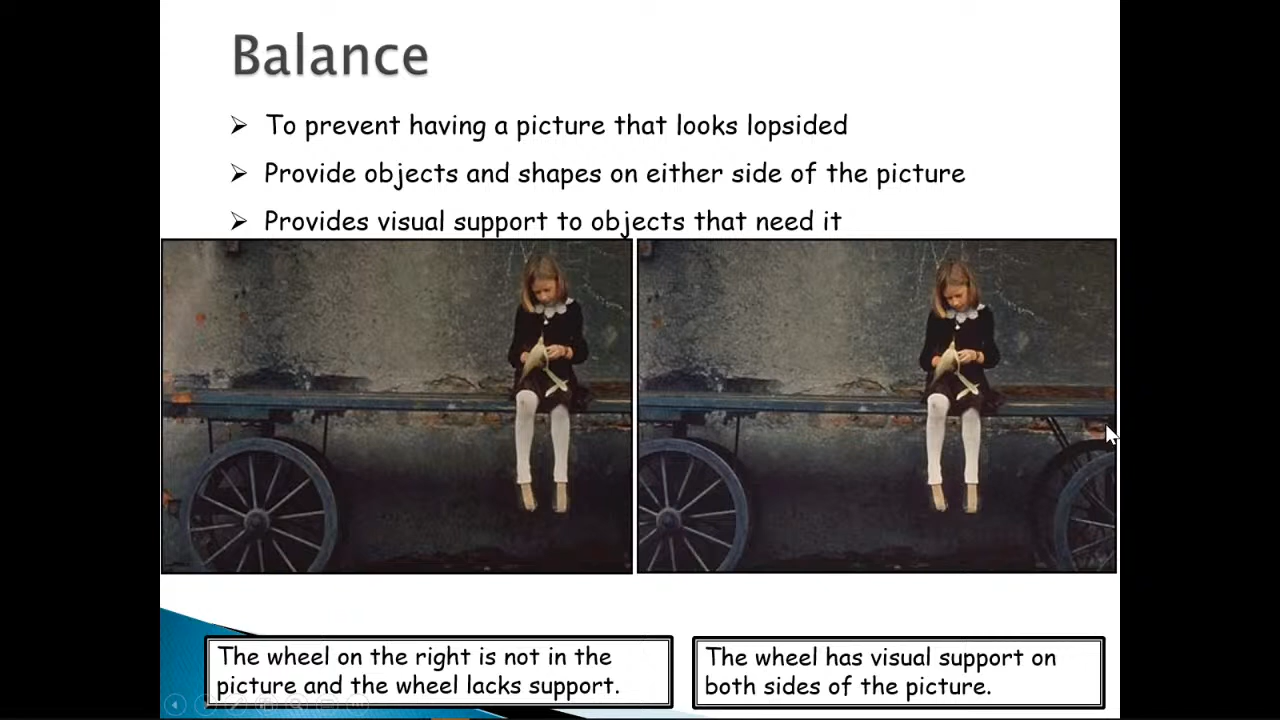 Balance
To prevent having a picture that looks lopsided
Provide objects and shapes on either side of the picture
Provides visual support to objects that need it
The wheel on the right is not in the
picture and the wheel lacks support.
The wheel has visual support on
both sides of the picture.